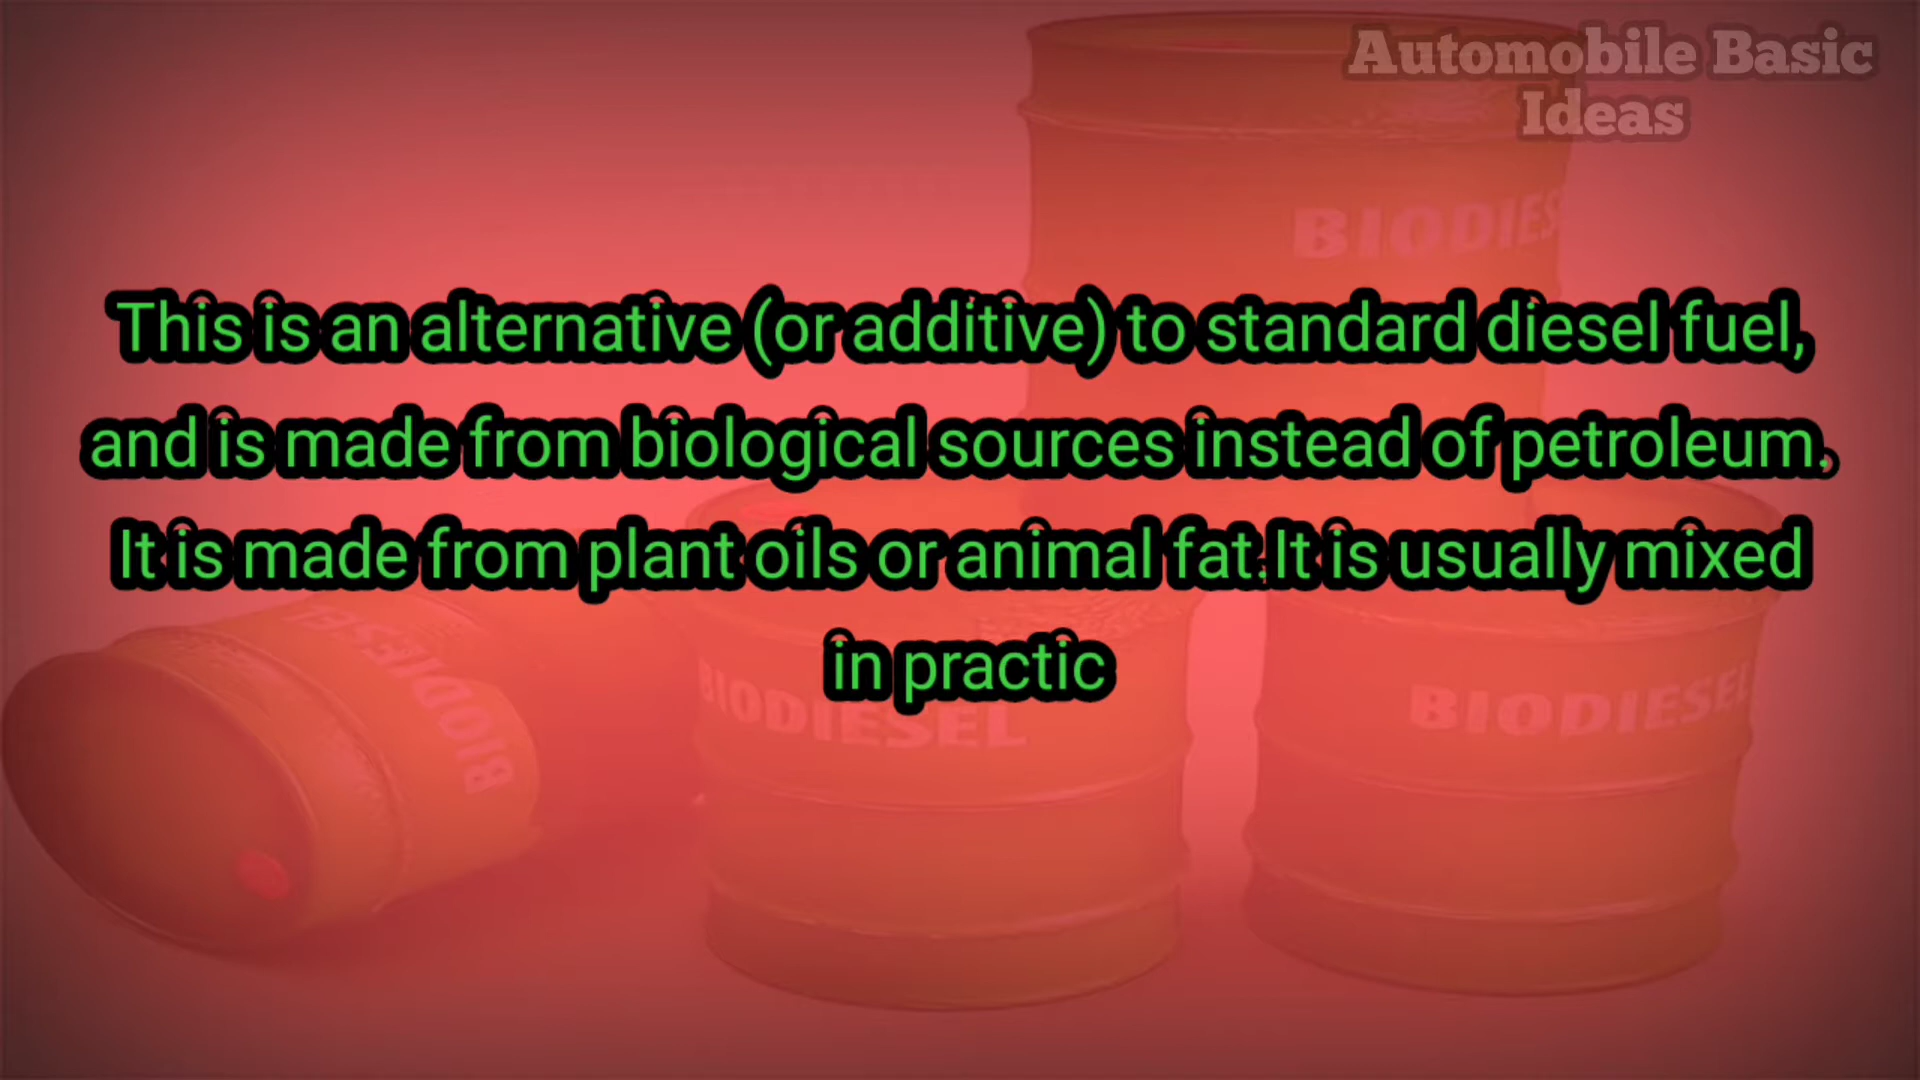 Automobile Basic
Ideas
BIODIES
This is an alternative (or additive) to standard diesel fuel,
and is made from biological sources instead of petroleum.
It is made from plant oils or animal fat.It is usually mixed
in practic
BIODIESEL
BIODIESEL
BIODIESEL
BIODIESEL